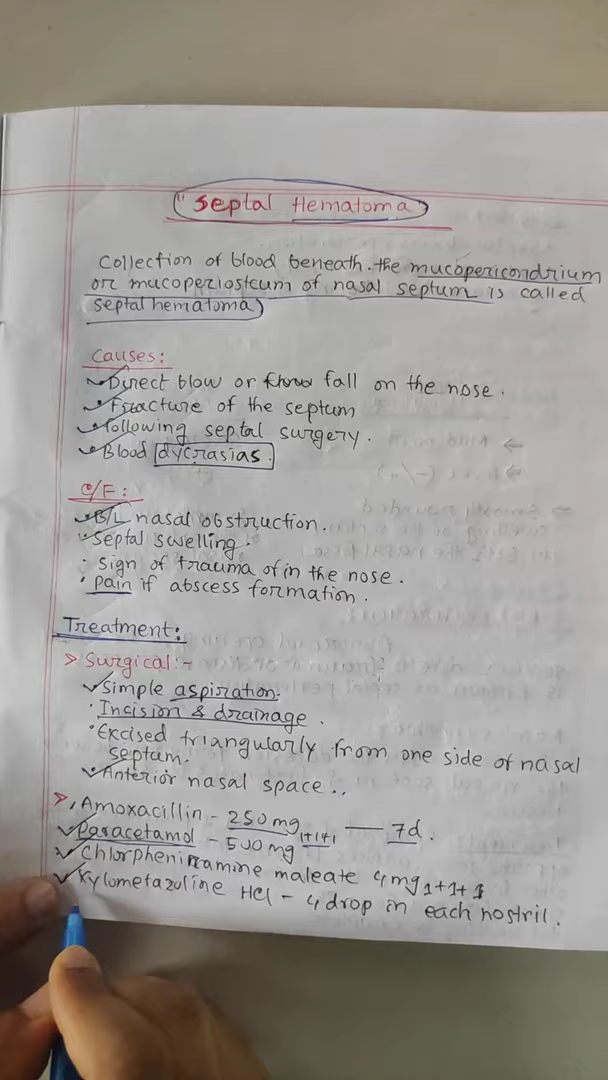 "Septal Hematoma"
Collection of blood beneath the mucopericondrium
or mucoperiosteum of nasal septum is called
septal hematoma)
Causes:
Direct blow or fall on the nose.
Fracture of the septum
following septal surgery.
Blood dycrasias.
C/F:
B/L nasal obstruction.
Septal swelling.
Sign of trauma of in the nose.
pain if abscess formation.
Treatment:
> Surgical:-
Simple aspiration.
Incision & drainage.
Excised triangularly from one side of nasal
septum.
Anterior nasal space..
> Amoxacillin - 250 mg — 7d.
Paracetamol - 500 mg 1+1+1
Chlorpheniramine maleate 4mg 1+1+1
Xylometazoline HCl - 4 drop in each nostril.